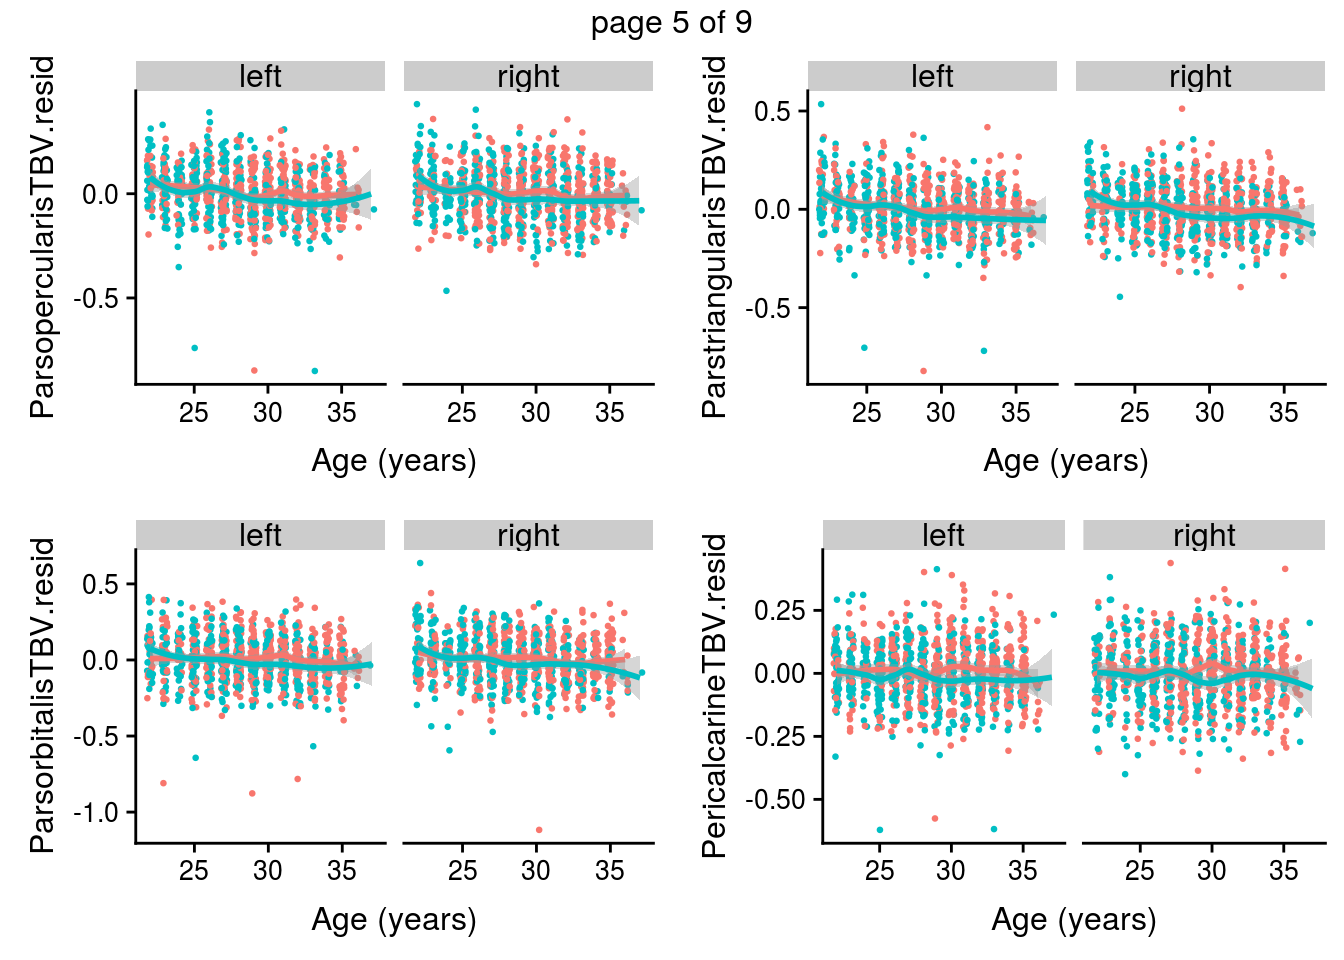 page 5 of 9
ParsopercularisTBV.resid
left
right
0.0
-0.5
25
30
35
25
30
35
Age (years)
ParstriangularisTBV.resid
left
right
0.5
0.0
-0.5
25
30
35
25
30
35
Age (years)
ParsorbitalisTBV.resid
left
right
0.5
0.0
-0.5
-1.0
25
30
35
25
30
35
Age (years)
PericalcarineTBV.resid
left
right
0.25
0.00
-0.25
-0.50
25
30
35
25
30
35
Age (years)